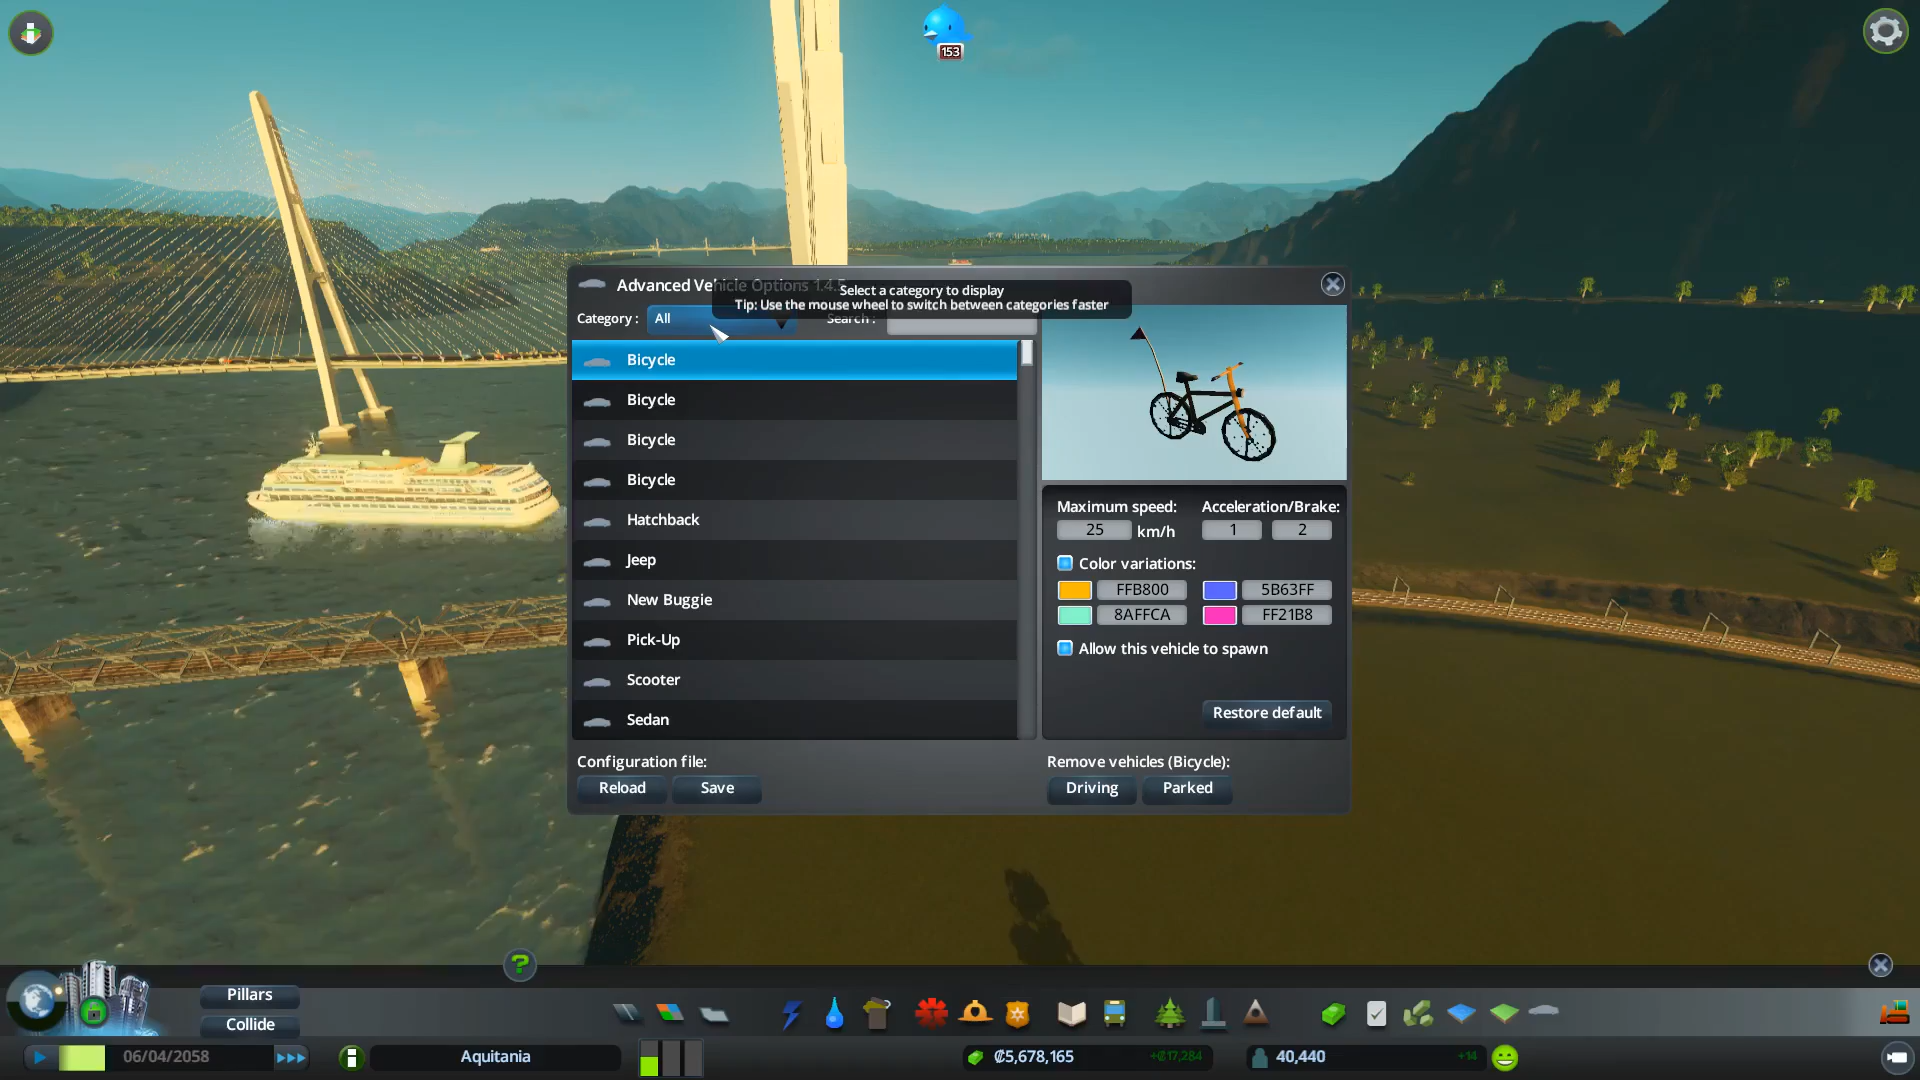 153
Advanced Vehicle Options 1.4.5
Select a category to display
Tip: Use the mouse wheel to switch between categories faster
Category :
All
Search :
Bicycle
Bicycle
Bicycle
Bicycle
Hatchback
Jeep
New Buggie
Pick-Up
Scooter
Sedan
Maximum speed:
Acceleration/Brake:
25
km/h
1
2
Color variations:
FFB800
5B63FF
8AFFCA
FF21B8
Allow this vehicle to spawn
Restore default
Configuration file:
Reload
Save
Remove vehicles (Bicycle):
Driving
Parked
?
Pillars
Collide
06/04/2058
Aquitania
₡5,678,165
+₡17,284
40,440
+14